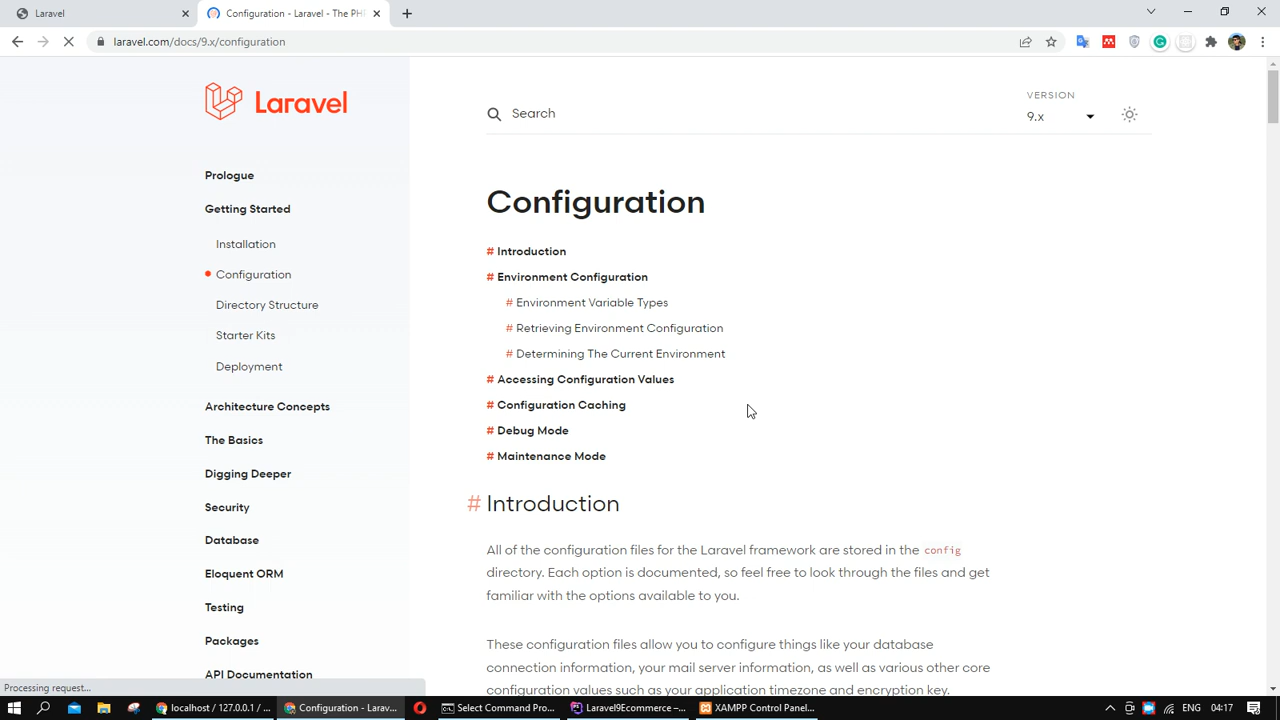 Laravel
Configuration - Laravel - The PH
laravel.com/docs/9.x/configuration
Laravel
Search
VERSION
9.x
Prologue
Getting Started
Installation
Configuration
Directory Structure
Starter Kits
Deployment
Architecture Concepts
The Basics
Digging Deeper
Security
Database
Eloquent ORM
Testing
Packages
API Documentation
Configuration
# Introduction
# Environment Configuration
# Environment Variable Types
# Retrieving Environment Configuration
# Determining The Current Environment
# Accessing Configuration Values
# Configuration Caching
# Debug Mode
# Maintenance Mode
# Introduction
All of the configuration files for the Laravel framework are stored in the config
directory. Each option is documented, so feel free to look through the files and get
familiar with the options available to you.
These configuration files allow you to configure things like your database
connection information, your mail server information, as well as various other core
configuration values such as your application timezone and encryption key.
Processing request...
localhost / 127.0.0.1 / ...
Configuration - Larav...
Select Command Pro...
Laravel9Ecommerce –...
XAMPP Control Panel...
ENG
04:17